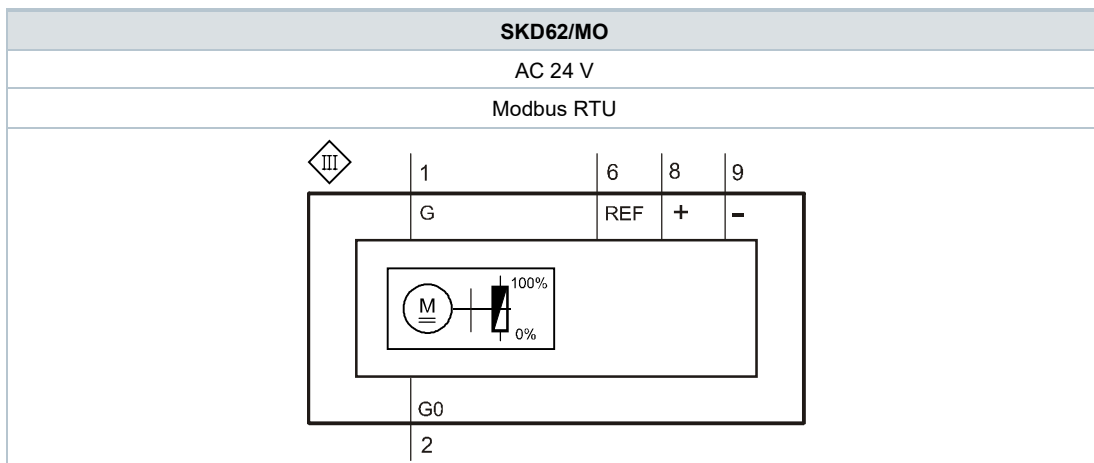 SKD62/MO
AC 24 V
Modbus RTU
III
1 6 8 9
G REF + -
100%
M
0%
G0
2